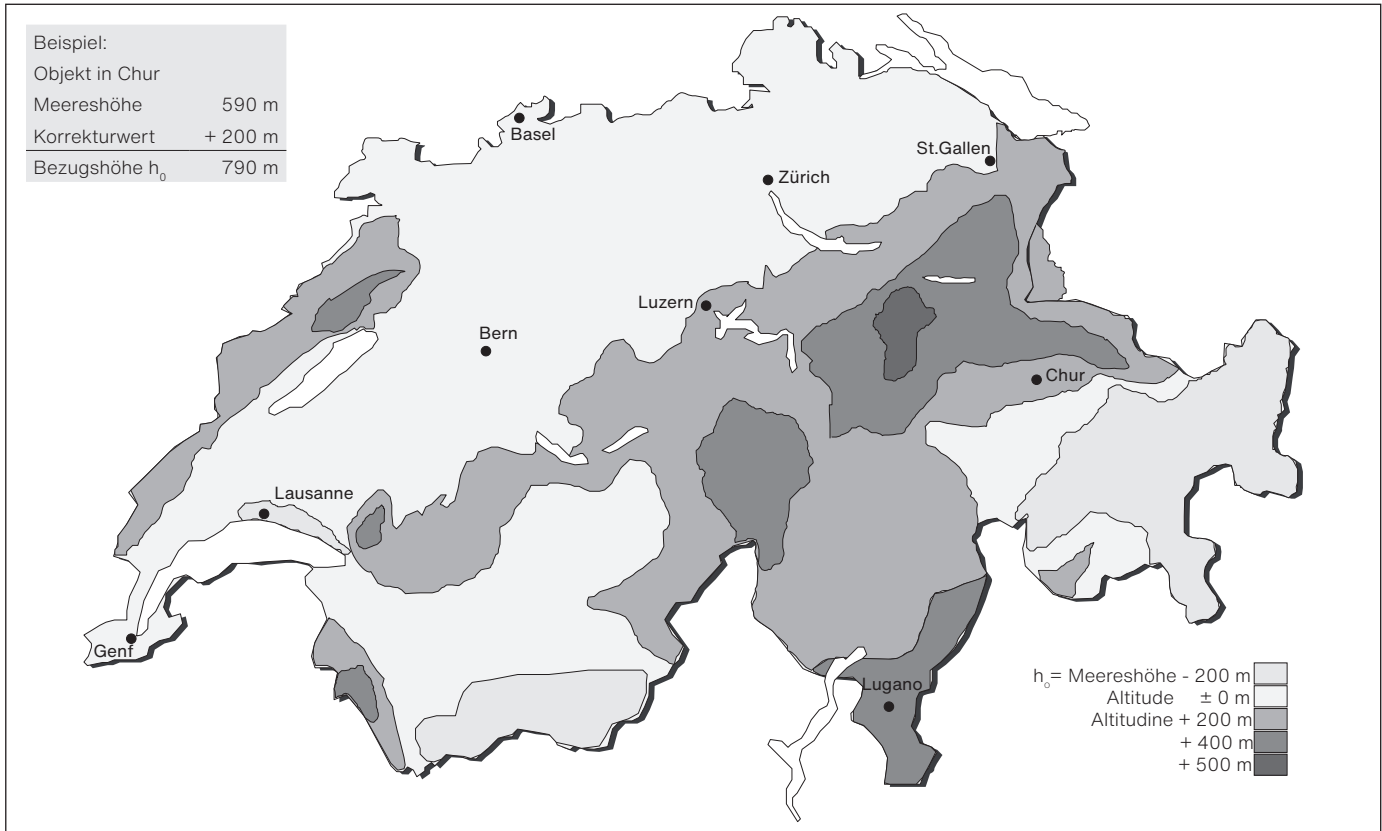 Beispiel:
Objekt in Chur
Meereshöhe 590 m
Korrekturwert + 200 m
Bezugshöhe h₀ 790 m
Basel
St.Gallen
Zürich
Luzern
Bern
Chur
Lausanne
Genf
Lugano
h₀= Meereshöhe - 200 m
Altitude ± 0 m
Altitudine + 200 m
+ 400 m
+ 500 m